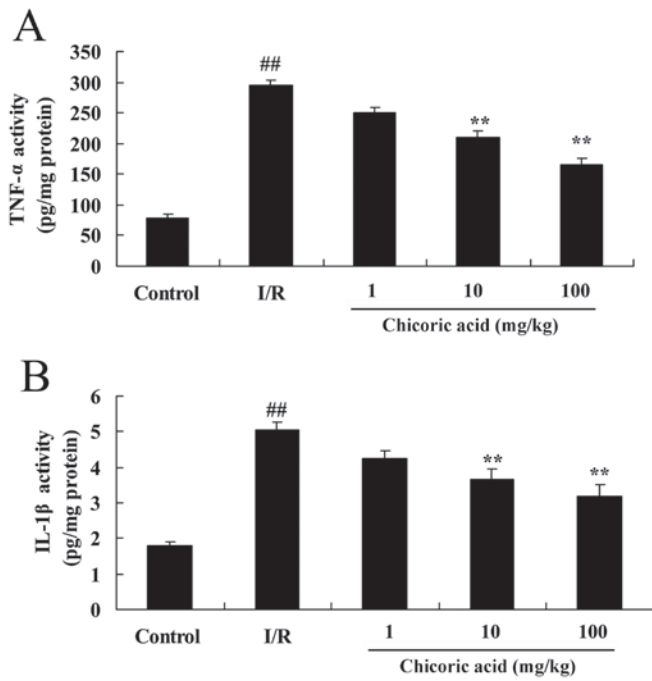 A
TNF-α activity
(pg/mg protein)
350
300
250
200
150
100
50
0
##
**
**
Control
I/R
1
10
100
Chicoric acid (mg/kg)
B
IL-1β activity
(pg/mg protein)
6
5
4
3
2
1
0
##
**
**
Control
I/R
1
10
100
Chicoric acid (mg/kg)